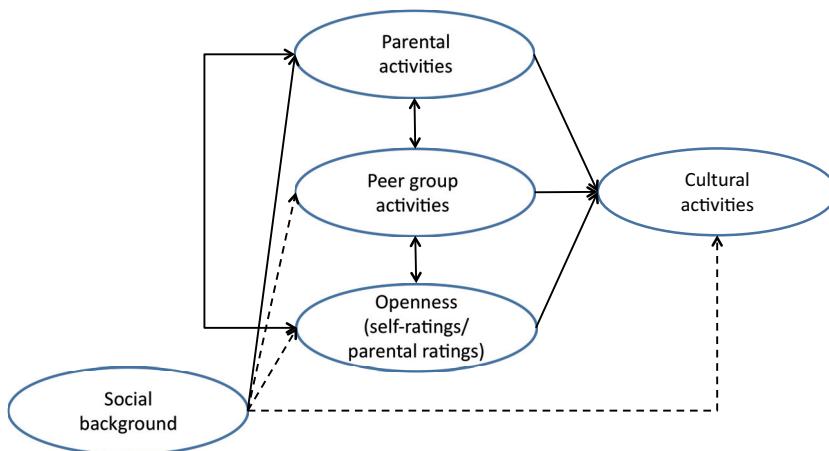 Parental
activities
Peer group
activities
Cultural
activities
Openness
(self-ratings/
parental ratings)
Social
background